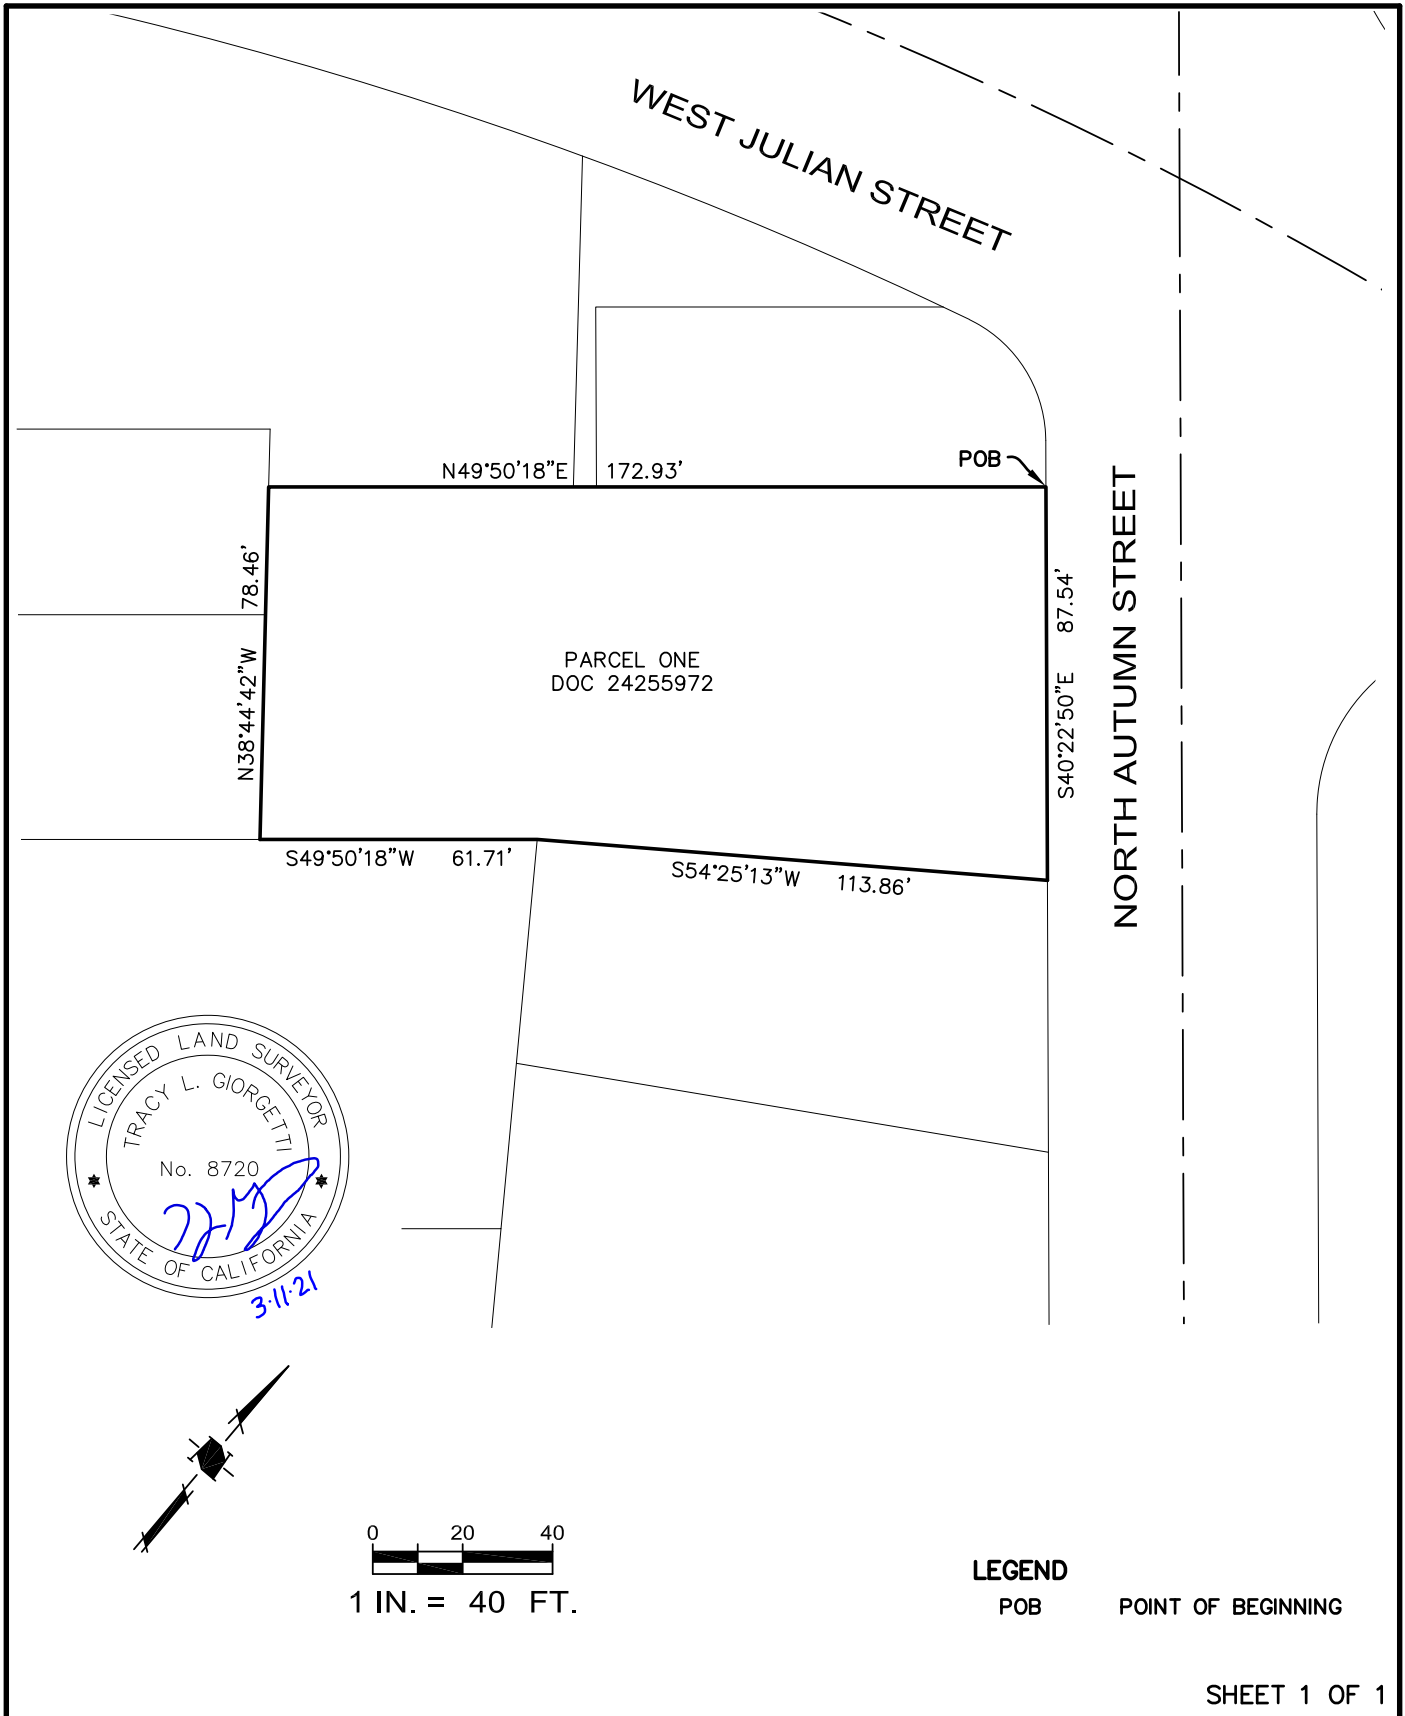 WEST JULIAN STREET
N49°50'18"E 172.93'
POB
78.46'
N38°44'42"W
87.54'
S40°22'50"E
NORTH AUTUMN STREET
PARCEL ONE
DOC 24255972
S49°50'18"W 61.71'
S54°25'13"W 113.86'
LICENSED LAND SURVEYOR
TRACY L. GIORGETTI
No. 8720
STATE OF CALIFORNIA
3·11·21
0 20 40
1 IN. = 40 FT.
LEGEND
POB POINT OF BEGINNING
SHEET 1 OF 1